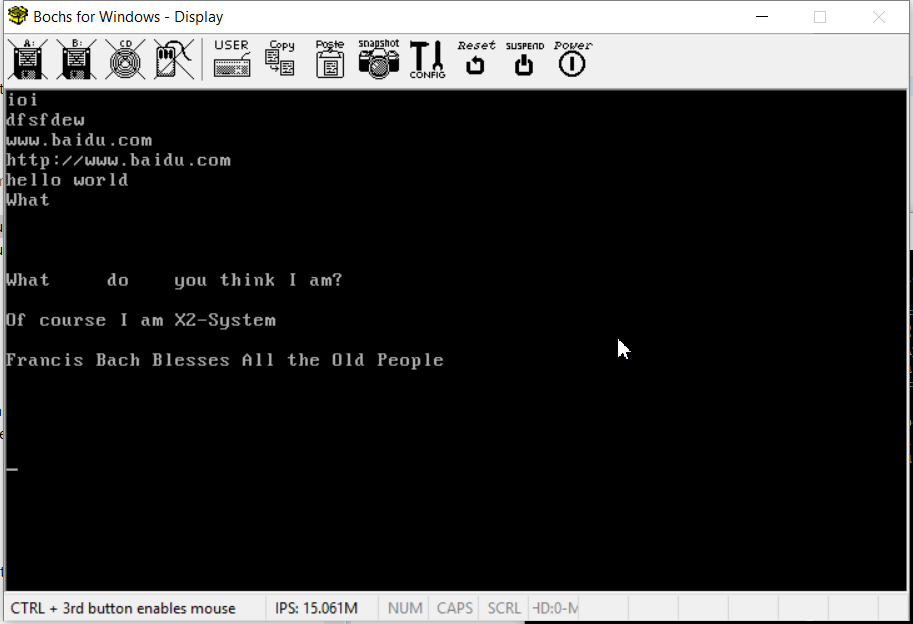 Bochs for Windows - Display
A: B: CD USER Copy Paste snapshot CONFIG Reset SUSPEND Power
ioi
dfsfdew
www.baidu.com
http://www.baidu.com
hello world
What
What do you think I am?
Of course I am X2-System
Francis Bach Blesses All the Old People
CTRL + 3rd button enables mouse IPS: 15.061M NUM CAPS SCRL HD:0-M